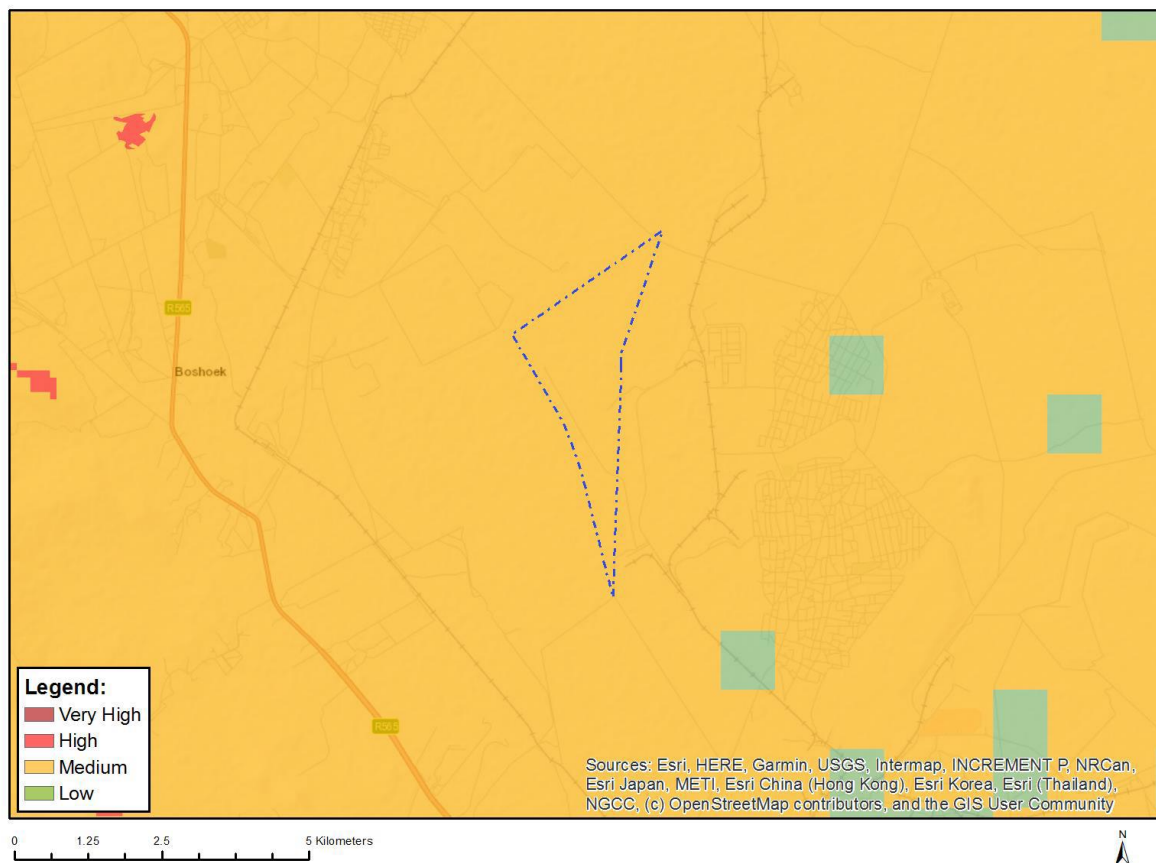 R565
Boshoek
R565
Legend:
Very High
High
Medium
Low
Sources: Esri, HERE, Garmin, USGS, Intermap, INCREMENT P, NRCan,
Esri Japan, METI, Esri China (Hong Kong), Esri Korea, Esri (Thailand),
NGCC, (c) OpenStreetMap contributors, and the GIS User Community
0 1.25 2.5 5 Kilometers
N